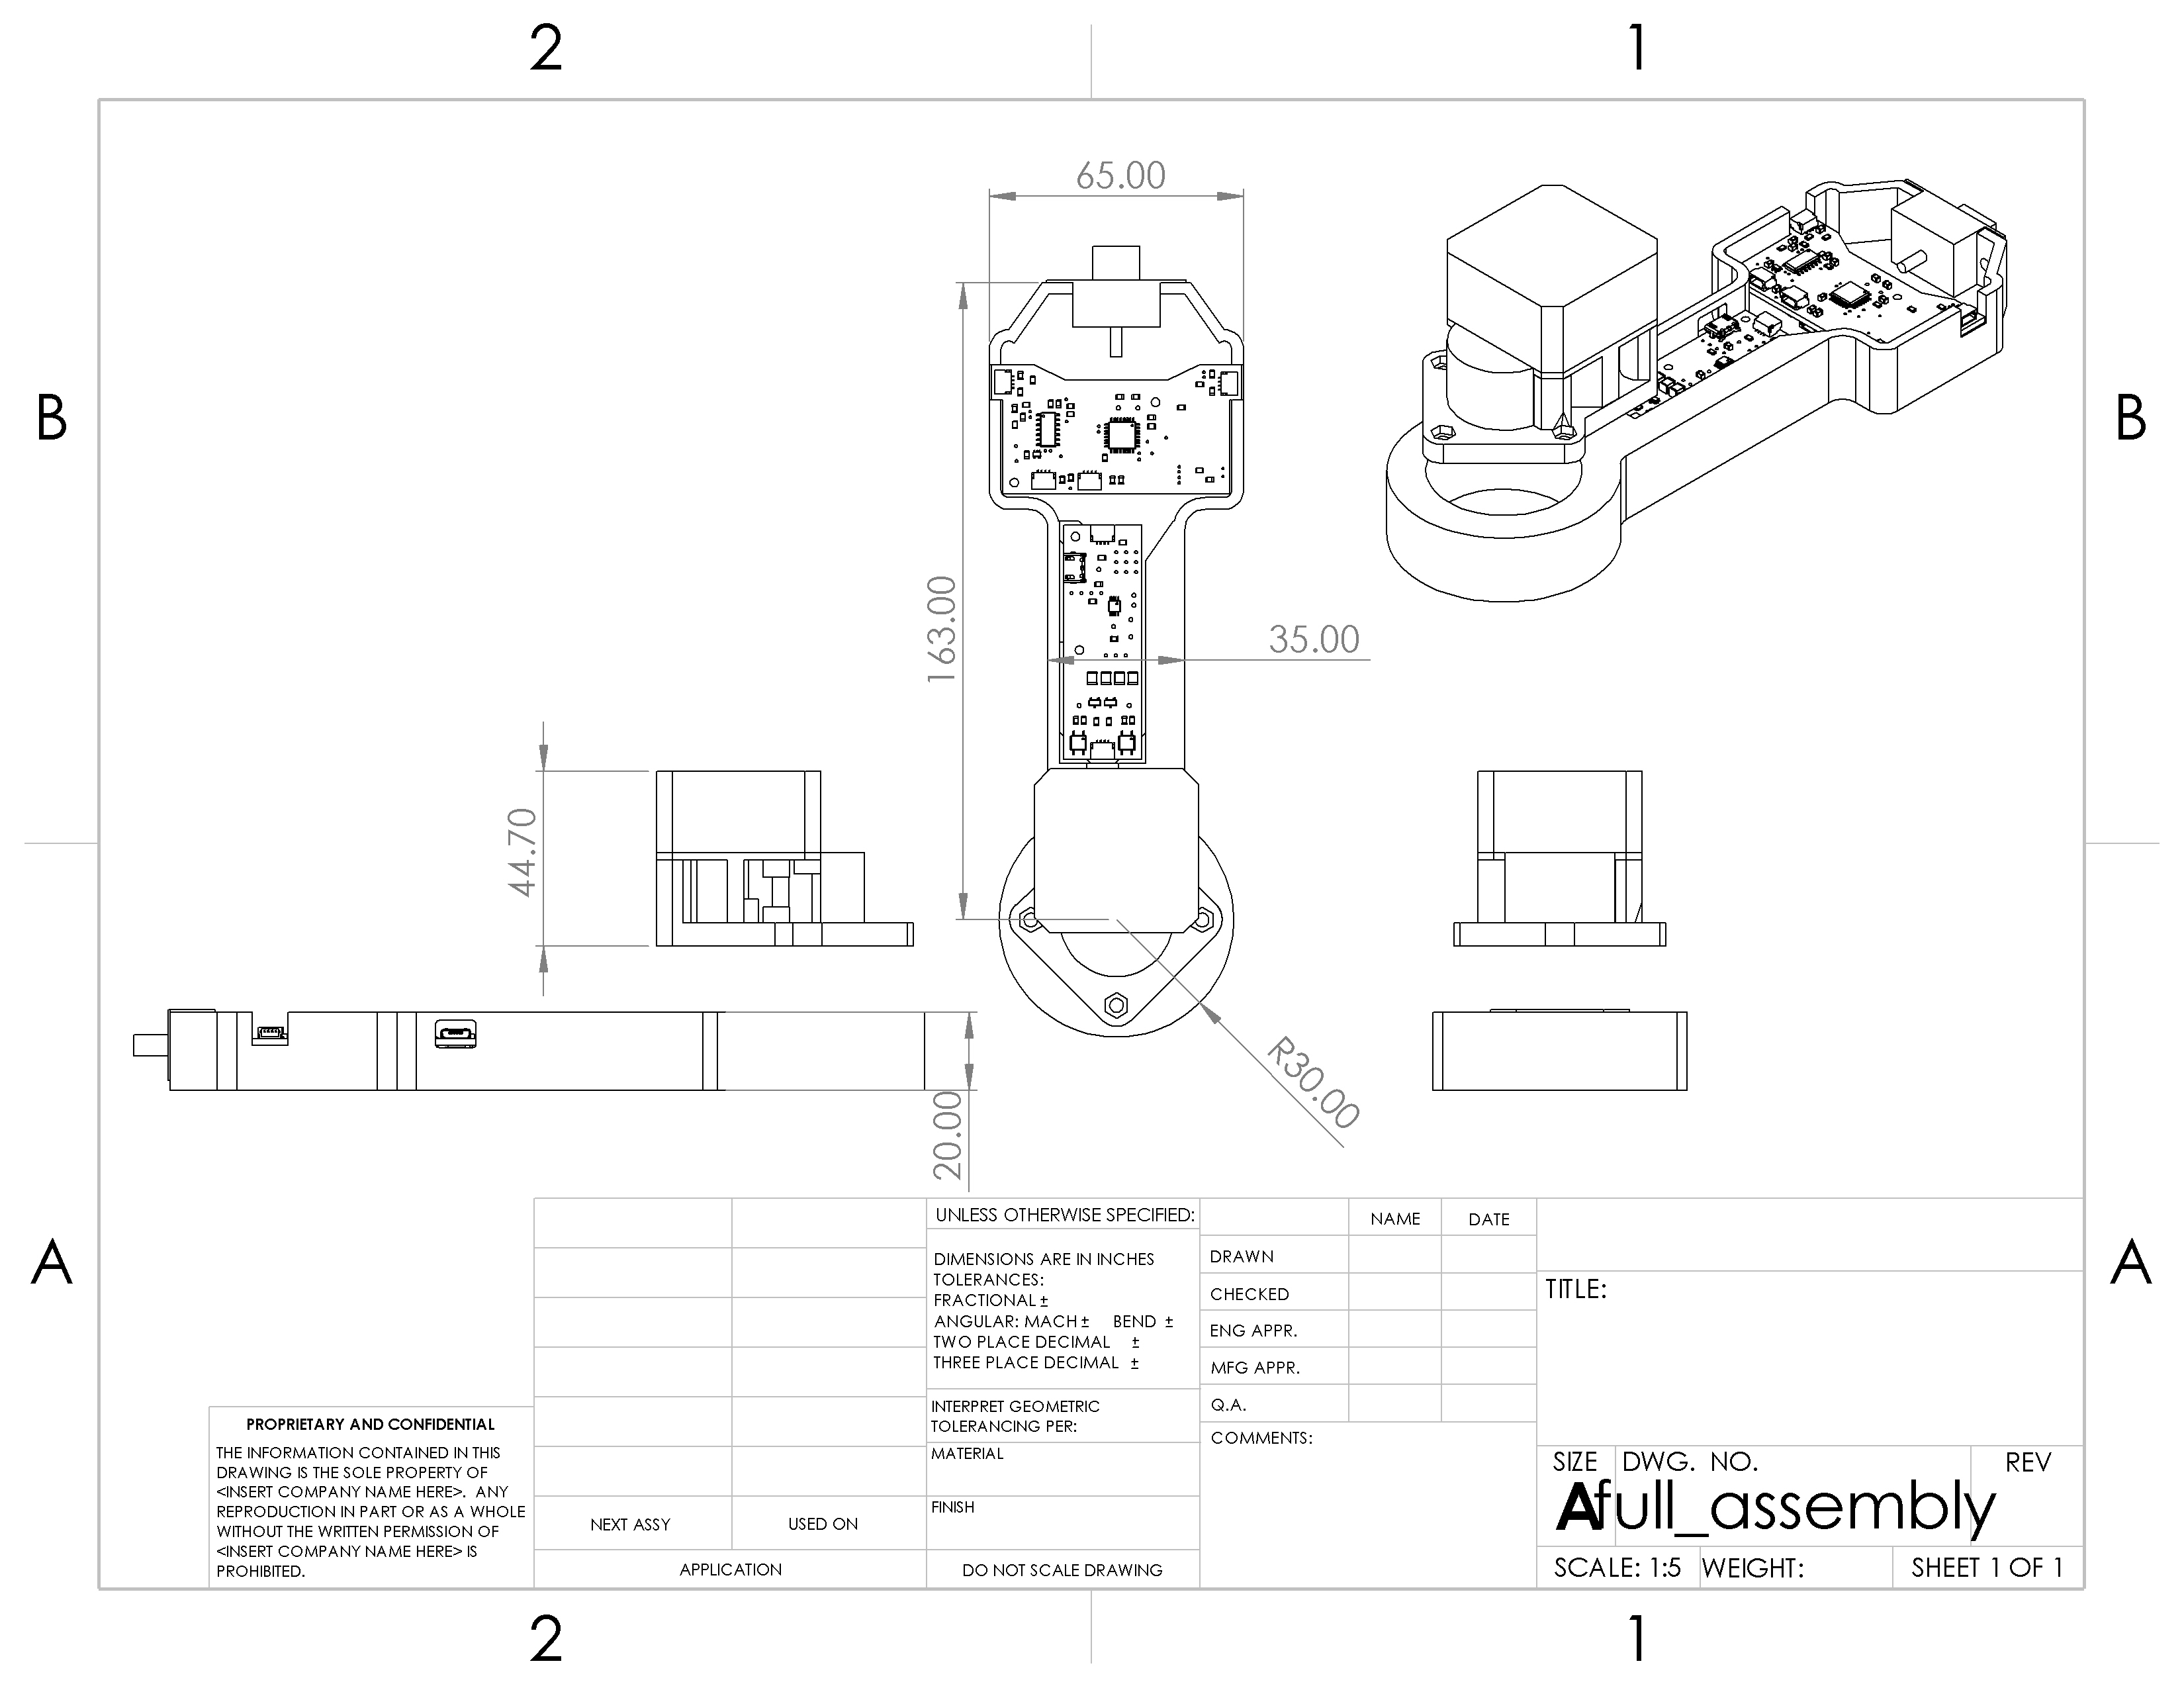 2
1
65.00
B
B
163.00
35.00
44.70
20.00
R30.00
A
A
UNLESS OTHERWISE SPECIFIED:
DIMENSIONS ARE IN INCHES
TOLERANCES:
FRACTIONAL ±
ANGULAR: MACH ± BEND ±
TWO PLACE DECIMAL ±
THREE PLACE DECIMAL ±
INTERPRET GEOMETRIC
TOLERANCING PER:
MATERIAL
FINISH
DO NOT SCALE DRAWING
NAME
DATE
DRAWN
CHECKED
ENG APPR.
MFG APPR.
Q.A.
COMMENTS:
TITLE:
SIZE
DWG. NO.
REV
A
full_assembly
SCALE: 1:5
WEIGHT:
SHEET 1 OF 1
PROPRIETARY AND CONFIDENTIAL
THE INFORMATION CONTAINED IN THIS
DRAWING IS THE SOLE PROPERTY OF
<INSERT COMPANY NAME HERE>. ANY
REPRODUCTION IN PART OR AS A WHOLE
WITHOUT THE WRITTEN PERMISSION OF
<INSERT COMPANY NAME HERE> IS
PROHIBITED.
NEXT ASSY
USED ON
APPLICATION
2
1